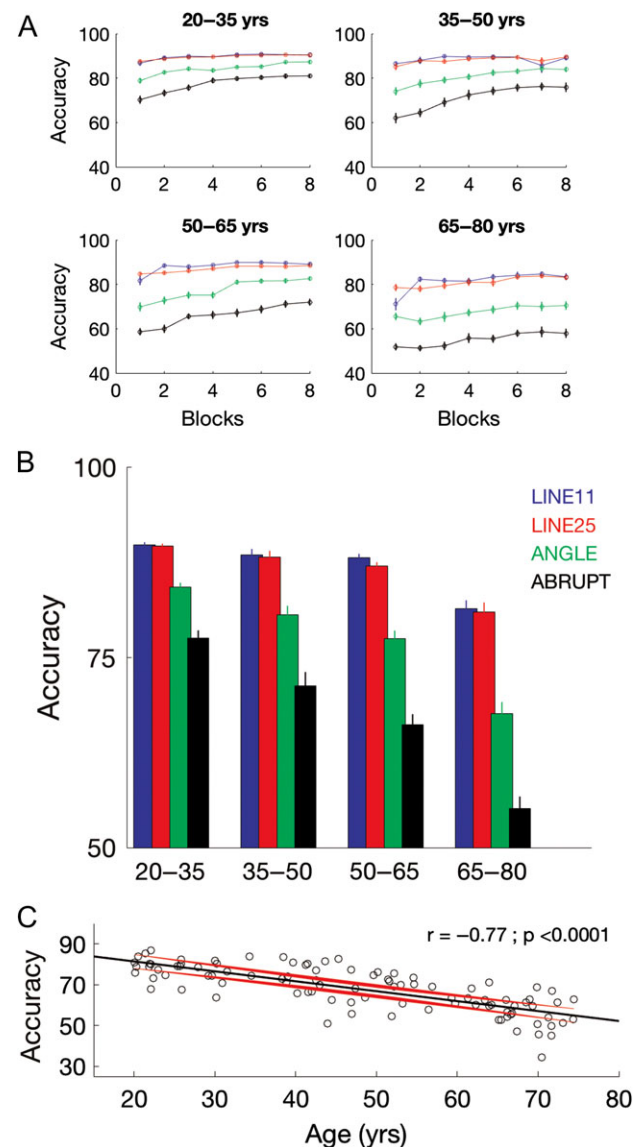 A
20–35 yrs
35–50 yrs
Accuracy
100
80
60
40
0 2 4 6 8
100
80
60
40
0 2 4 6 8
50–65 yrs
65–80 yrs
Accuracy
100
80
60
40
0 2 4 6 8
100
80
60
40
0 2 4 6 8
Blocks
Blocks
B
100
LINE11
LINE25
ANGLE
ABRUPT
Accuracy
75
50
20–35 35–50 50–65 65–80
C
r = –0.77 ; p <0.0001
Accuracy
90
70
50
30
20 30 40 50 60 70 80
Age (yrs)